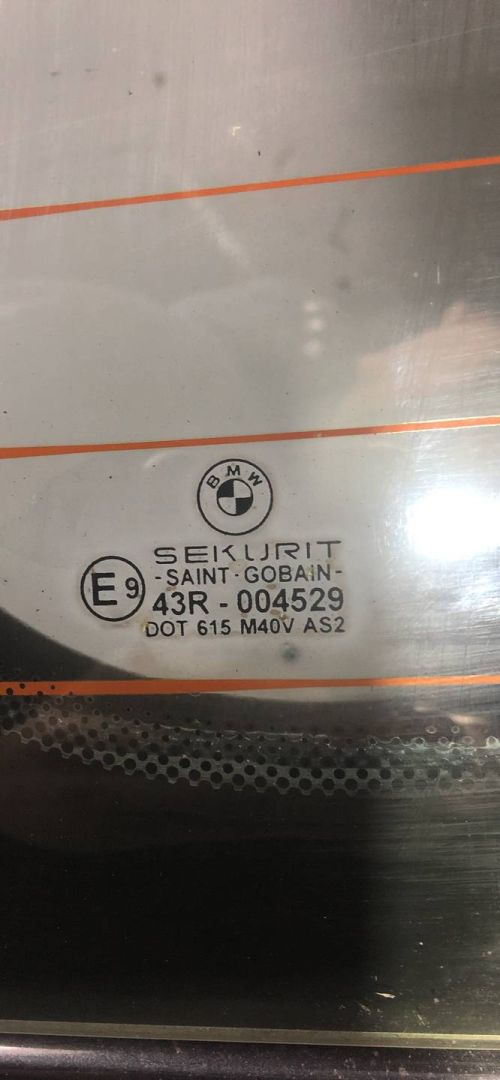 BMW
SEKURIT
-SAINT-GOBAIN-
E9
43R - 004529
DOT 615 M40V AS2